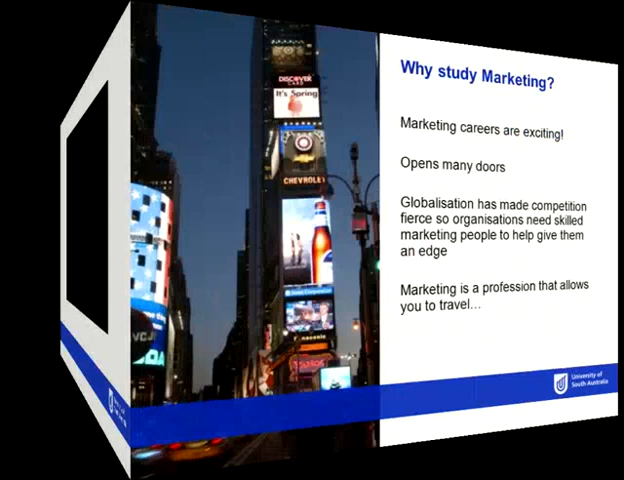 Why study Marketing?
Marketing careers are exciting!
Opens many doors
Globalisation has made competition
fierce so organisations need skilled
marketing people to help give them
an edge
Marketing is a profession that allows
you to travel...
University of
South Australia
DISCOVER
CARD
It's Spring
CHEVROLET
Panasonic